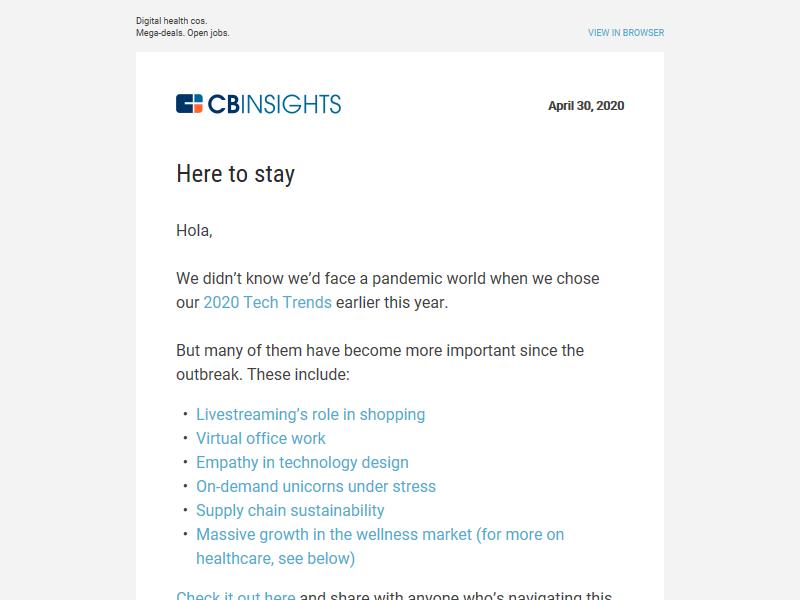 Digital health cos.
Mega-deals. Open jobs.
VIEW IN BROWSER
CBINSIGHTS
April 30, 2020
Here to stay
Hola,
We didn’t know we’d face a pandemic world when we chose
our 2020 Tech Trends earlier this year.
But many of them have become more important since the
outbreak. These include:
• Livestreaming’s role in shopping
• Virtual office work
• Empathy in technology design
• On-demand unicorns under stress
• Supply chain sustainability
• Massive growth in the wellness market (for more on
healthcare, see below)
Check it out here and share with anyone who’s navigating this